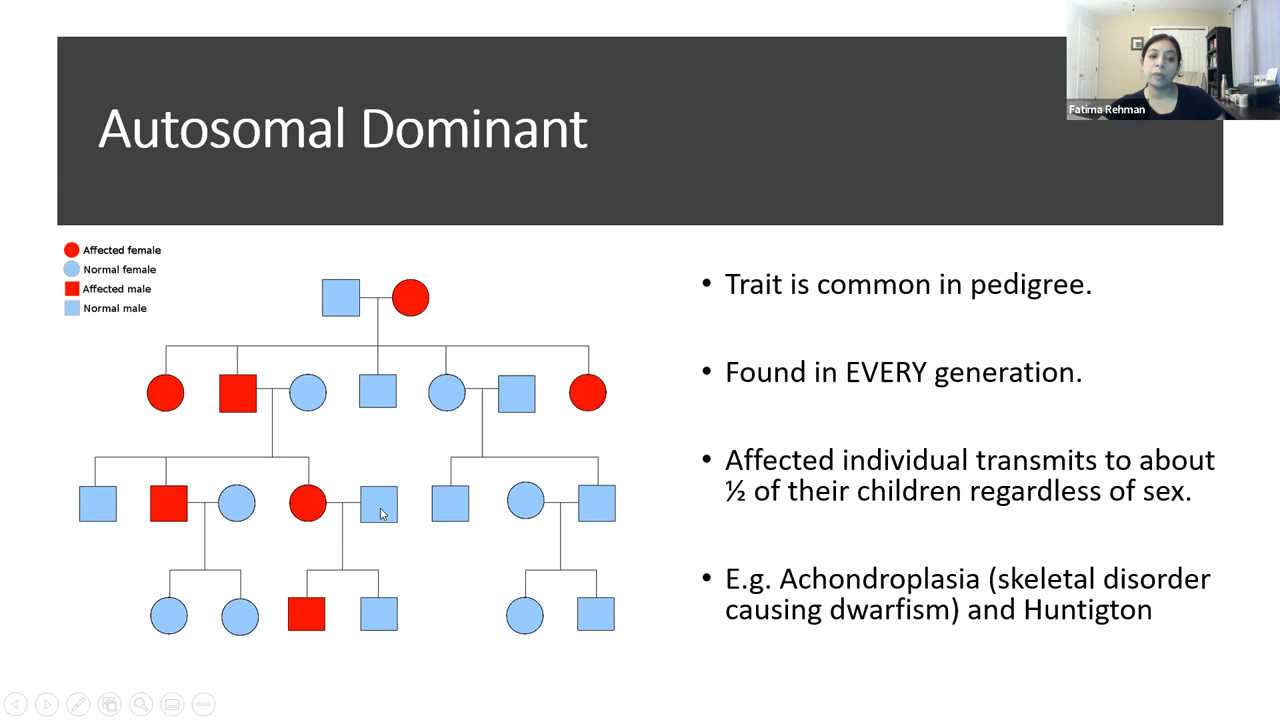 Fatima Rehman
Autosomal Dominant
Affected female
Normal female
Affected male
Normal male
• Trait is common in pedigree.
• Found in EVERY generation.
• Affected individual transmits to about
½ of their children regardless of sex.
• E.g. Achondroplasia (skeletal disorder
causing dwarfism) and Huntigton